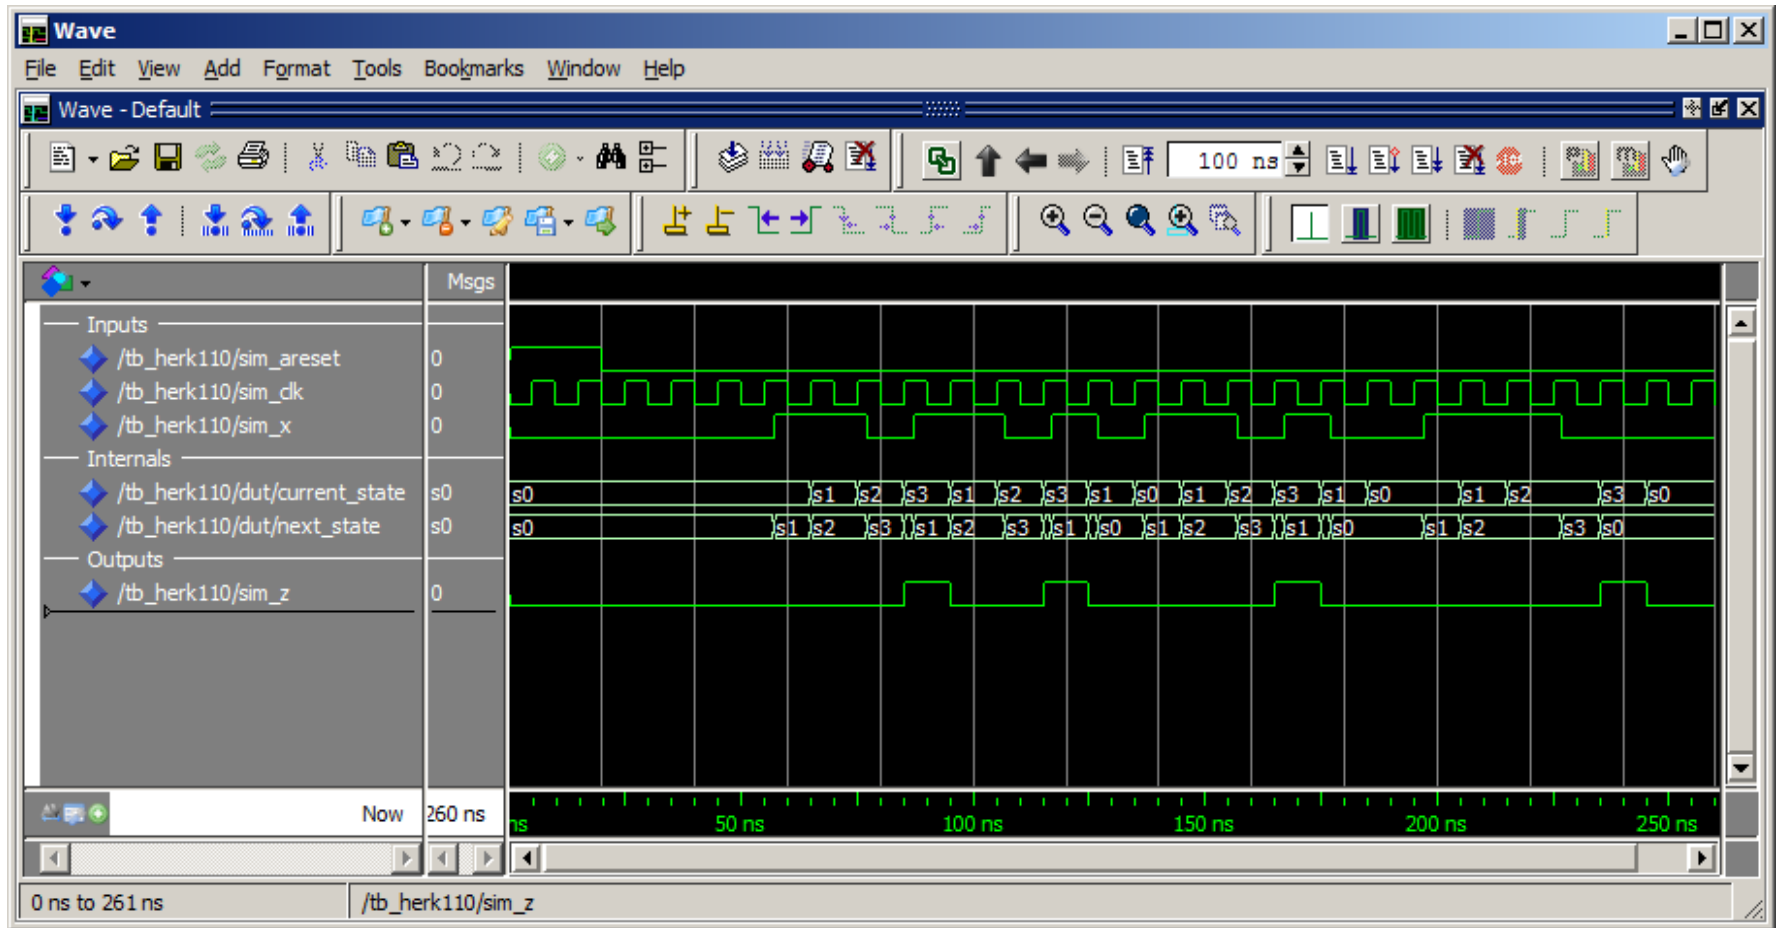 Wave
File Edit View Add Format Tools Bookmarks Window Help
Wave - Default
100 ns
Msgs
Inputs
/tb_herk110/sim_areset 0
/tb_herk110/sim_clk 0
/tb_herk110/sim_x 0
Internals
/tb_herk110/dut/current_state s0 s0 s1 s2 s3 s1 s2 s3 s1 s0 s1 s2 s3 s1 s0 s1 s2 s3 s0
/tb_herk110/dut/next_state s0 s0 s1 s2 s3 s1 s2 s3 s1 s0 s1 s2 s3 s1 s0 s1 s2 s3 s0
Outputs
/tb_herk110/sim_z 0
Now 260 ns ns 50 ns 100 ns 150 ns 200 ns 250 ns
0 ns to 261 ns /tb_herk110/sim_z